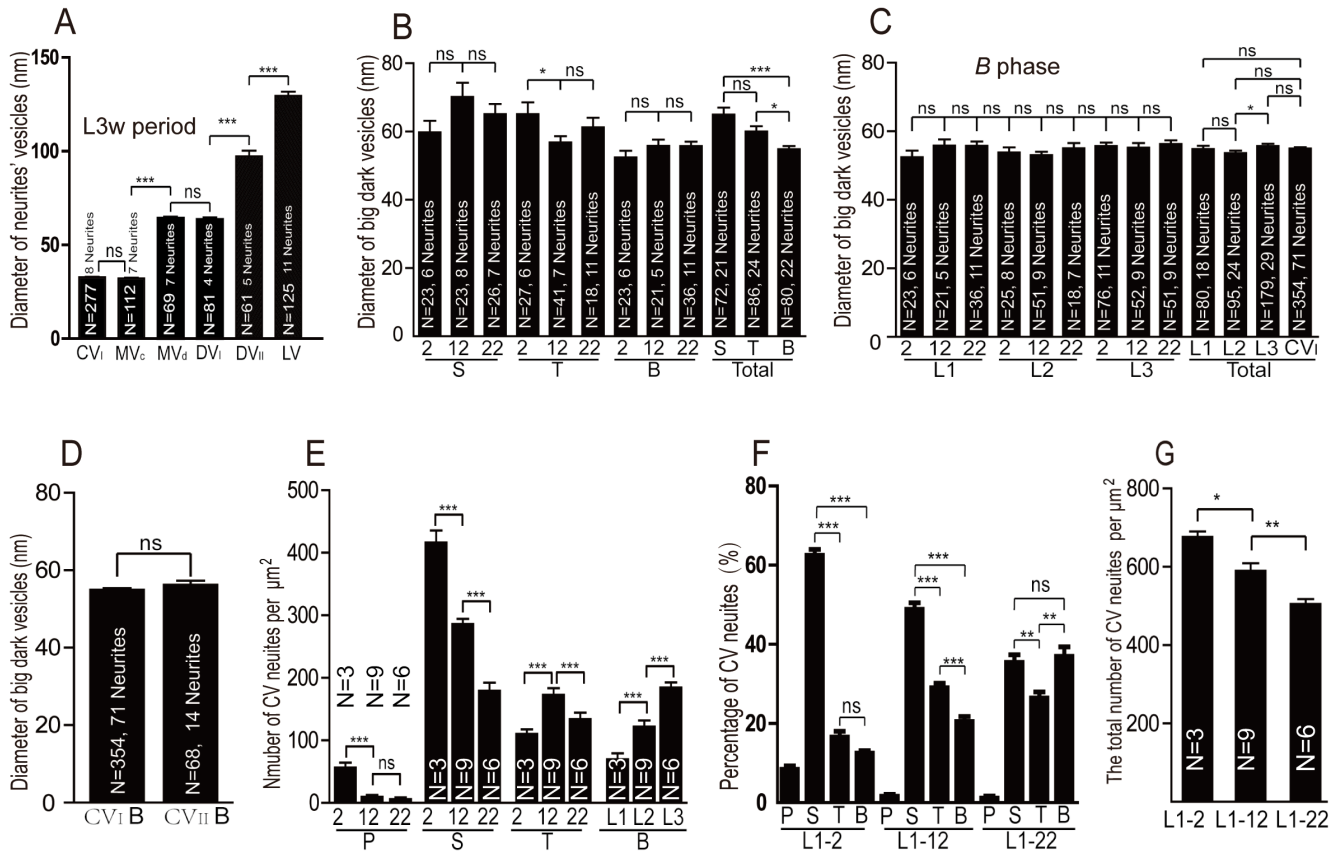 A
Diameter of neurites' vesicles (nm)
150
100
50
0
L3w period
ns
***
ns
***
***
N=277 8 Neurites
N=112 7 Neurites
N=69 7 Neurites
N=81 4 Neurites
N=61 5 Neurites
N=125 11 Neurites
CVI MVc MVd DVI DVII LV
B
Diameter of big dark vesicles (nm)
80
60
40
20
0
ns ns
* ns
ns ns
***
ns
*
N=23, 6 Neurites
N=23, 8 Neurites
N=26, 7 Neurites
N=27, 6 Neurites
N=41, 7 Neurites
N=18, 11 Neurites
N=23, 6 Neurites
N=21, 5 Neurites
N=36, 11 Neurites
N=72, 21 Neurites
N=86, 24 Neurites
N=80, 22 Neurites
2 12 22 2 12 22 2 12 22 S T B
S T B Total
C
Diameter of big dark vesicles (nm)
80
60
40
20
0
B phase
ns ns ns ns ns ns ns ns
ns
ns
ns
ns *
N=23, 6 Neurites
N=21, 5 Neurites
N=36, 11 Neurites
N=25, 8 Neurites
N=51, 9 Neurites
N=18, 7 Neurites
N=76, 11 Neurites
N=52, 9 Neurites
N=51, 9 Neurites
N=80, 18 Neurites
N=95, 24 Neurites
N=179, 29 Neurites
N=354, 71 Neurites
2 12 22 2 12 22 2 12 22 L1 L2 L3 CVI
L1 L2 L3 Total
D
Diameter of big dark vesicles (nm)
80
60
40
20
0
ns
N=354, 71 Neurites
N=68, 14 Neurites
CVI B CVII B
E
Nmuber of CV neuites per μm2
500
400
300
200
100
0
***
ns
***
***
*** ***
***
***
N=3
N=9
N=6
N=3
N=9
N=6
N=3
N=9
N=6
N=3
N=9
N=6
2 12 22 2 12 22 2 12 22 L1 L2 L3
P S T B
F
Percentage of CV neuites (%)
80
60
40
20
0
***
***
ns
***
***
***
ns
** **
P S T B P S T B P S T B
L1-2 L1-12 L1-22
G
The total number of CV neuites per μm2
800
600
400
200
*
**
N=3
N=9
N=6
L1-2 L1-12 L1-22